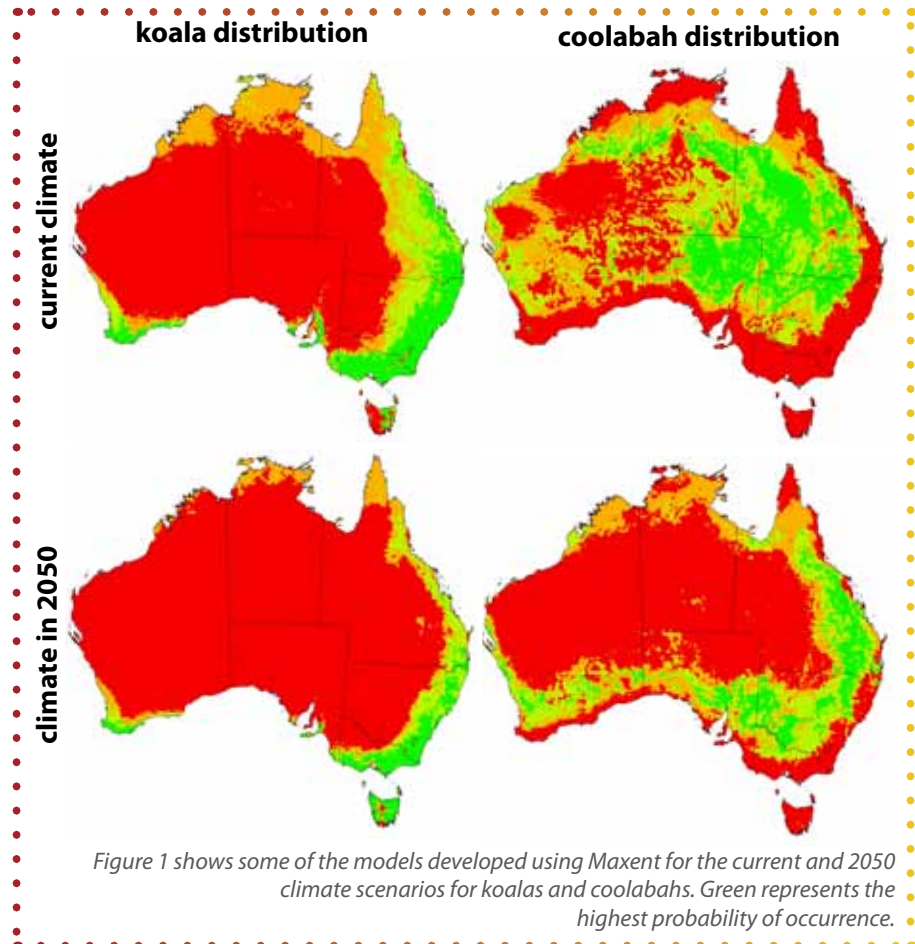 koala distribution
coolabah distribution
current climate
climate in 2050
Figure 1 shows some of the models developed using Maxent for the current and 2050
climate scenarios for koalas and coolabahs. Green represents the
highest probability of occurrence.